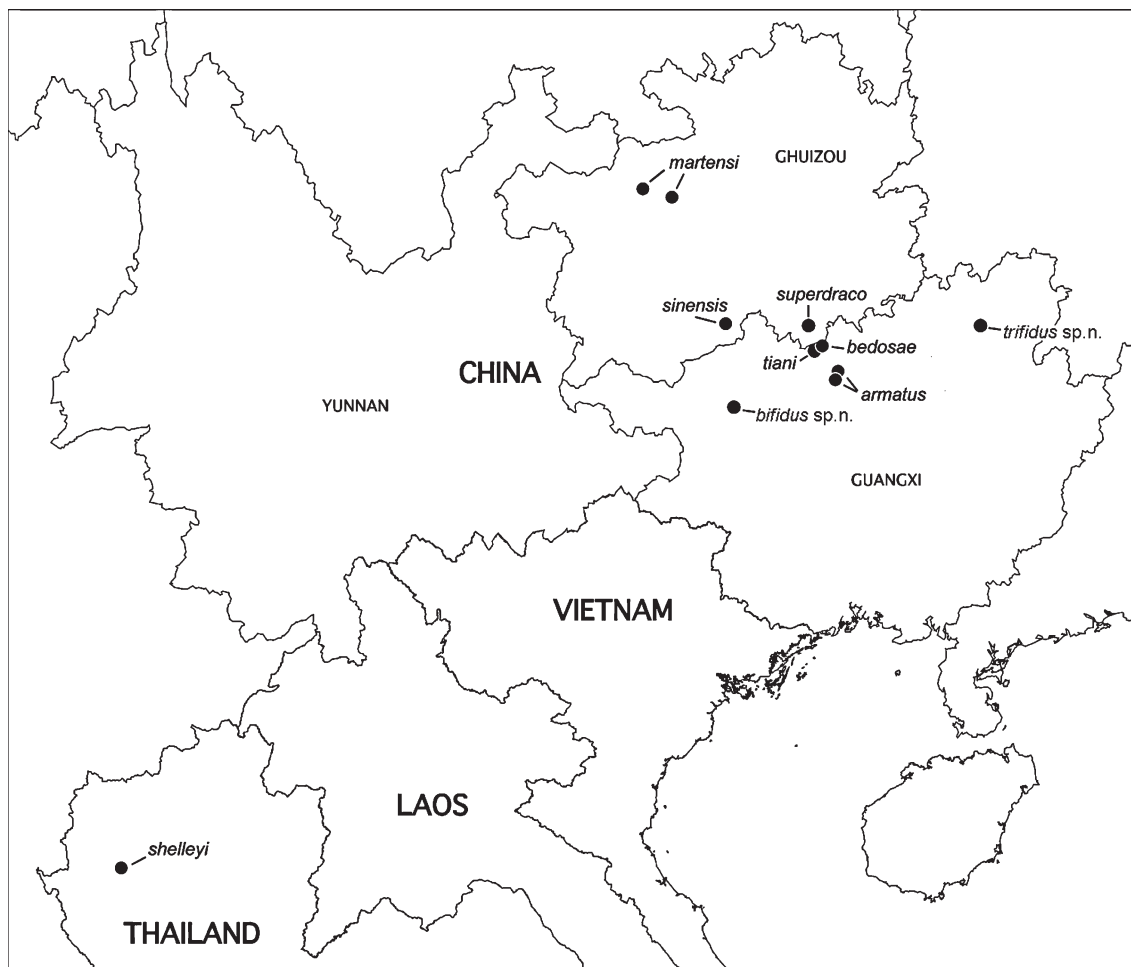 GHUIZOU
martensi
superdraco
sinensis
trifidus sp.n.
bedosae
tiani
CHINA
armatus
YUNNAN
bifidus sp.n.
GUANGXI
VIETNAM
LAOS
shelleyi
THAILAND